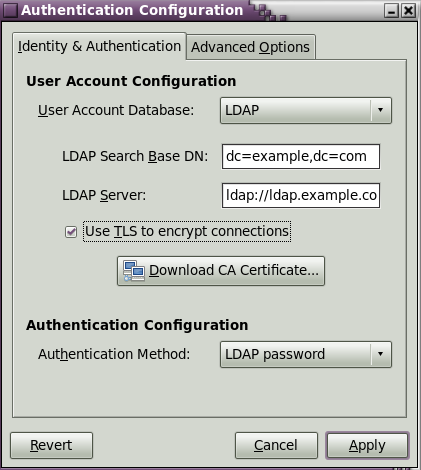 Authentication Configuration
Identity & Authentication Advanced Options
User Account Configuration
User Account Database: LDAP
LDAP Search Base DN: dc=example,dc=com
LDAP Server: ldap://ldap.example.co
Use TLS to encrypt connections
Download CA Certificate...
Authentication Configuration
Authentication Method: LDAP password
Revert Cancel Apply